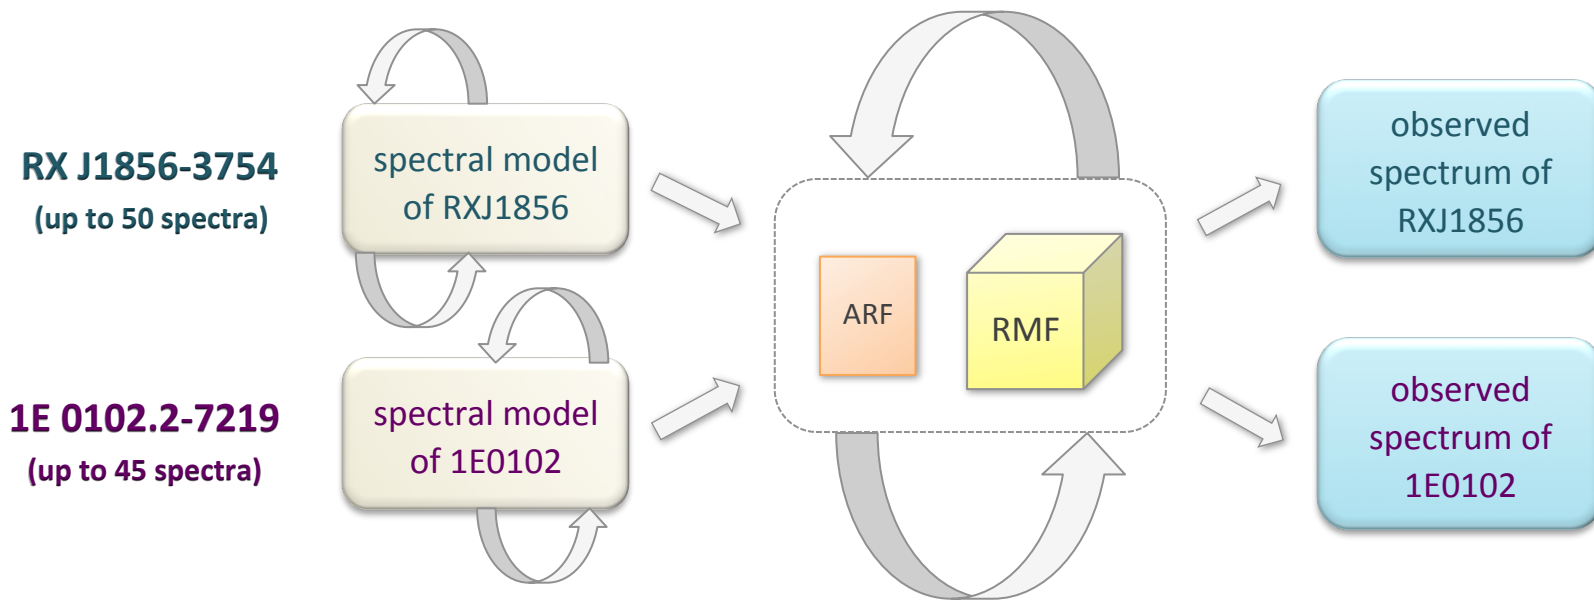 RX J1856-3754
(up to 50 spectra)
spectral model
of RXJ1856
1E 0102.2-7219
(up to 45 spectra)
spectral model
of 1E0102
ARF
RMF
observed
spectrum of
RXJ1856
observed
spectrum of
1E0102